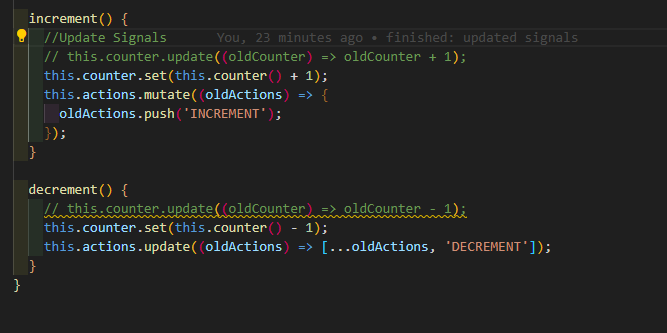 increment() {
//Update Signals You, 23 minutes ago • finished: updated signals
// this.counter.update((oldCounter) => oldCounter + 1);
this.counter.set(this.counter() + 1);
this.actions.mutate((oldActions) => {
oldActions.push('INCREMENT');
});
}
decrement() {
// this.counter.update((oldCounter) => oldCounter - 1);
this.counter.set(this.counter() - 1);
this.actions.update((oldActions) => [...oldActions, 'DECREMENT']);
}
}